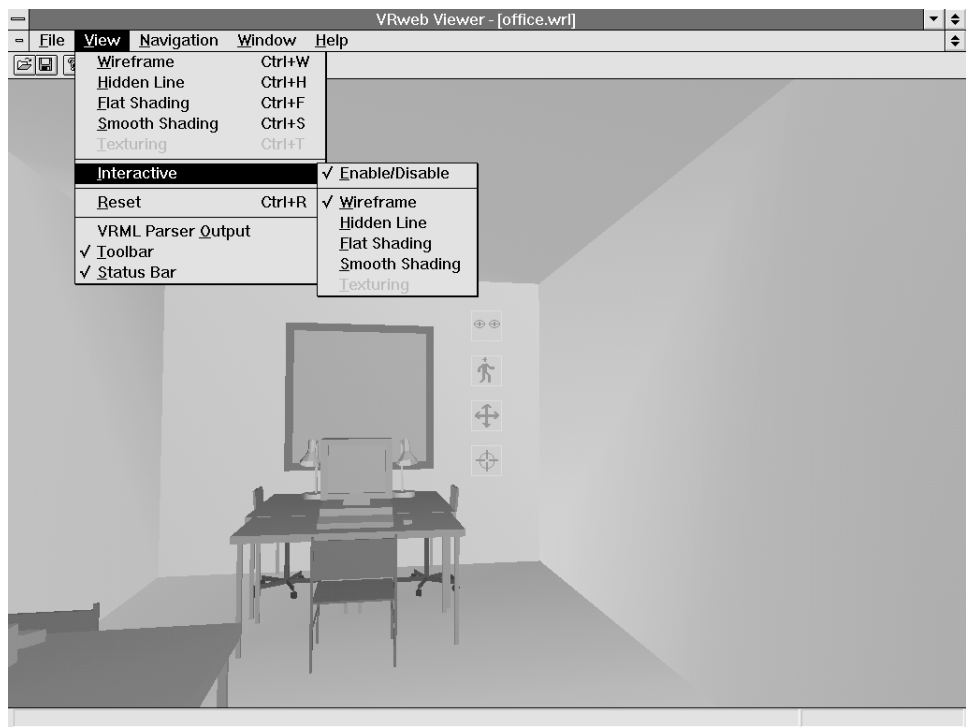 VRweb Viewer - [office.wrl]
File View Navigation Window Help
Wireframe Ctrl+W
Hidden Line Ctrl+H
Flat Shading Ctrl+F
Smooth Shading Ctrl+S
Texturing Ctrl+T
Interactive
Reset Ctrl+R
VRML Parser Output
✓ Toolbar
✓ Status Bar
✓ Enable/Disable
✓ Wireframe
Hidden Line
Flat Shading
Smooth Shading
Texturing